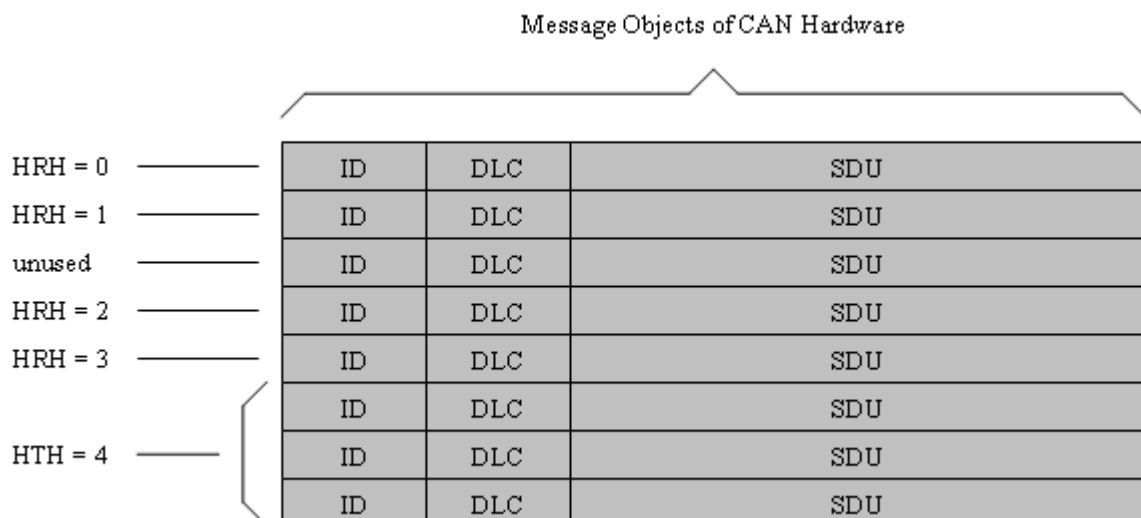 Message Objects of CAN Hardware
HRH = 0 ID DLC SDU
HRH = 1 ID DLC SDU
unused ID DLC SDU
HRH = 2 ID DLC SDU
HRH = 3 ID DLC SDU
ID DLC SDU
HTH = 4 ID DLC SDU
ID DLC SDU